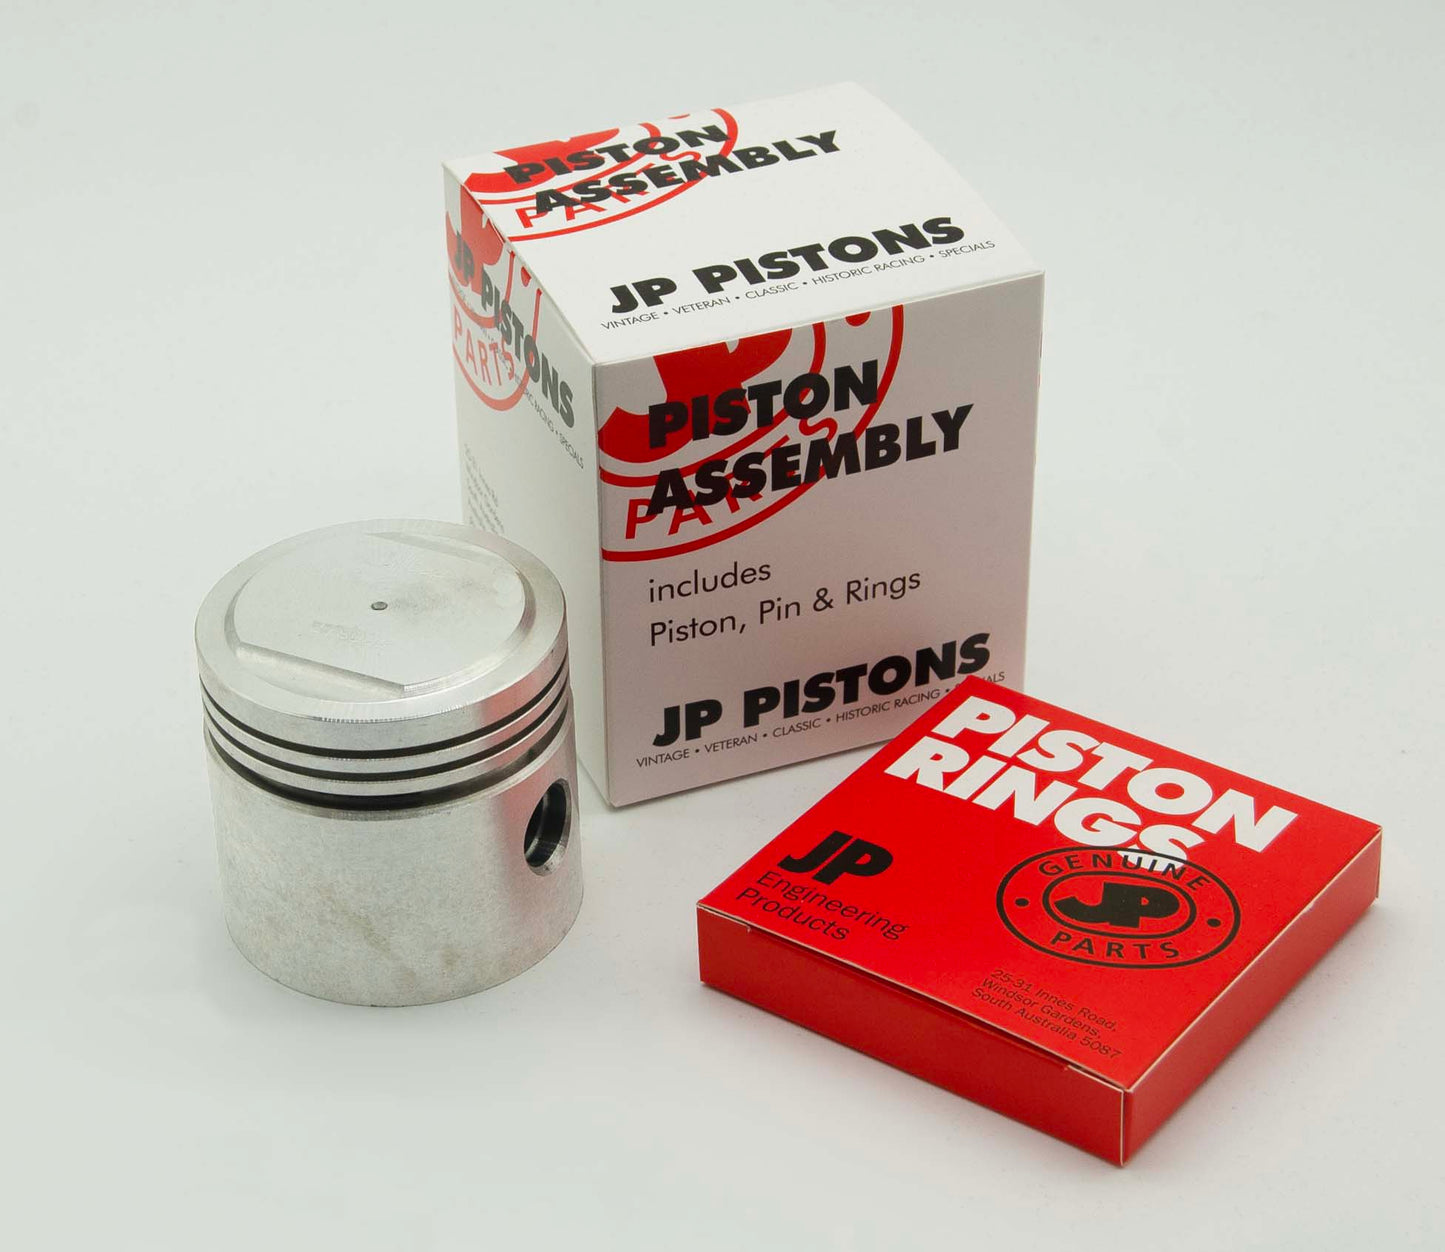 PISTON
ASSEMBLY
PARTS
JP PISTONS
VINTAGE • VETERAN • CLASSIC • HISTORIC RACING • SPECIALS
JP PISTONS
PARTS
PISTON
ASSEMBLY
PARTS
includes
Piston, Pin & Rings
JP PISTONS
VINTAGE • VETERAN • CLASSIC • HISTORIC RACING •
PISTON
RINGS
JP
Engineering
Products
GENUINE
JP
PARTS
25-31 Innes Road,
Windsor Gardens,
South Australia 5087